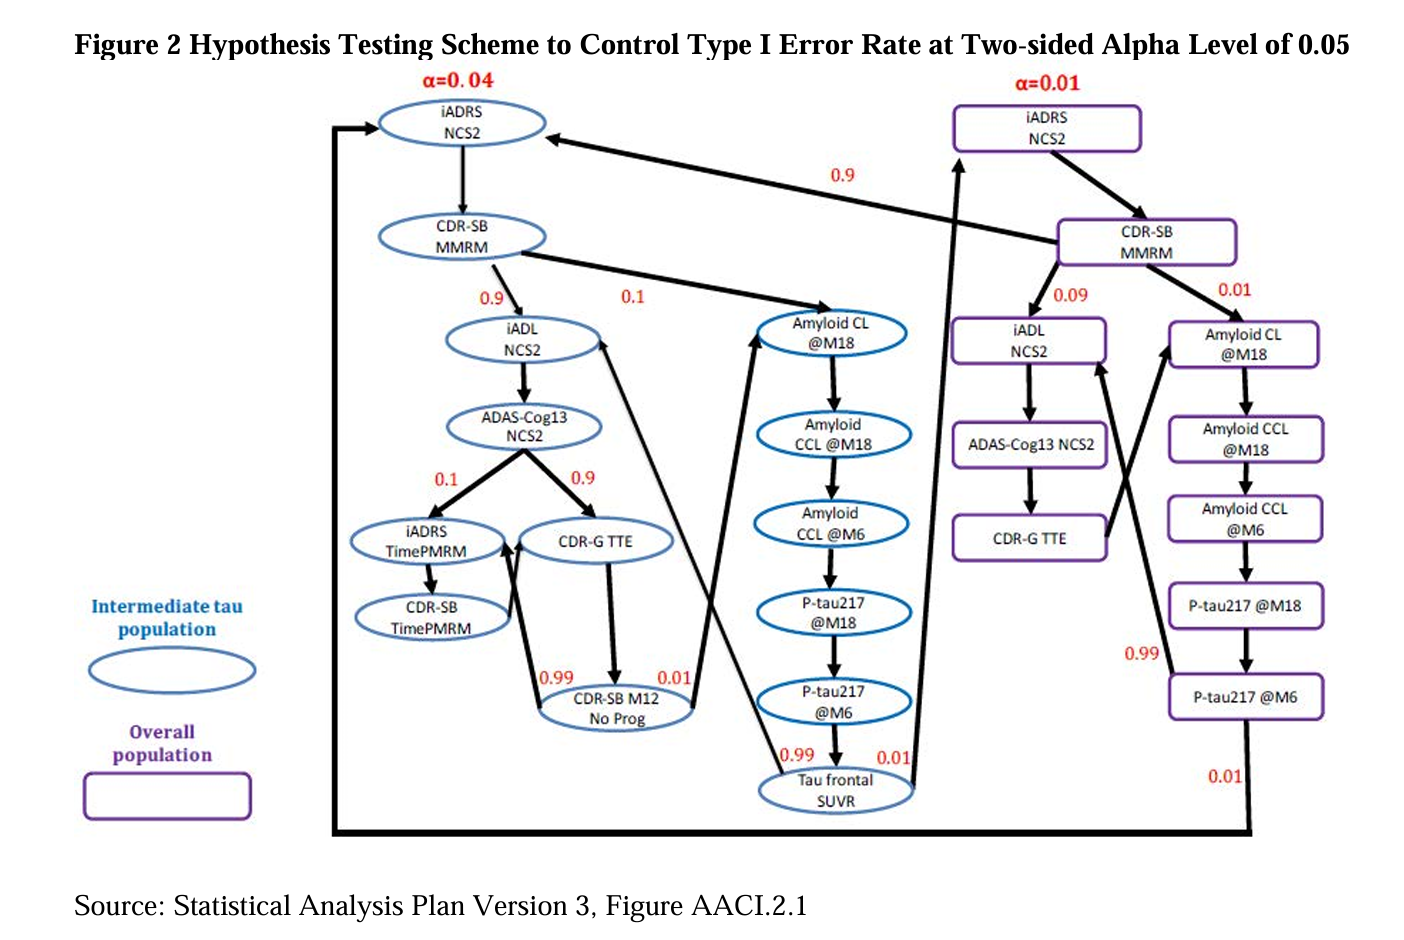 Figure 2 Hypothesis Testing Scheme to Control Type I Error Rate at Two-sided Alpha Level of 0.05
α=0.04
α=0.01
iADRS
NCS2
iADRS
NCS2
0.9
CDR-SB
MMRM
CDR-SB
MMRM
0.9
0.1
0.09
0.01
iADL
NCS2
Amyloid CL
@M18
iADL
NCS2
Amyloid CL
@M18
ADAS-Cog13
NCS2
Amyloid
CCL @M18
ADAS-Cog13 NCS2
Amyloid CCL
@M18
0.1
0.9
iADRS
TimePMRM
CDR-G TTE
Amyloid
CCL @M6
CDR-G TTE
Amyloid CCL
@M6
CDR-SB
TimePMRM
P-tau217
@M18
P-tau217 @M18
Intermediate tau
population
0.99
0.01
0.99
CDR-SB M12
No Prog
P-tau217
@M6
P-tau217 @M6
Overall
population
0.99
0.01
0.01
Tau frontal
SUVR
Source: Statistical Analysis Plan Version 3, Figure AACI.2.1